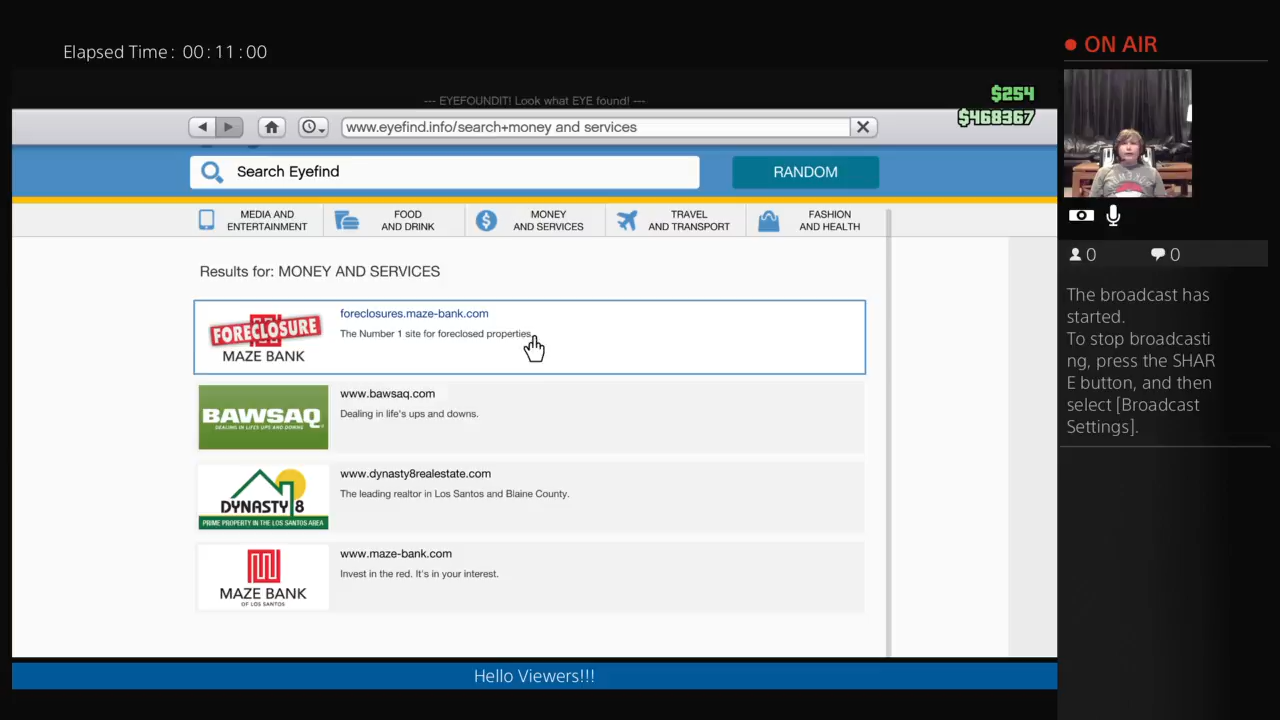 Elapsed Time: 00:11:00
ON AIR
--- EYEFOUNDIT! Look what EYE found! ---
$254
$468367
www.eyefind.info/search+money and services
Search Eyefind
RANDOM
MEDIA AND
ENTERTAINMENT
FOOD
AND DRINK
MONEY
AND SERVICES
TRAVEL
AND TRANSPORT
FASHION
AND HEALTH
Results for: MONEY AND SERVICES
FORECLOSURE
MAZE BANK
foreclosures.maze-bank.com
The Number 1 site for foreclosed properties.
BAWSAQ
DEALING IN LIFE'S UPS AND DOWNS
www.bawsaq.com
Dealing in life's ups and downs.
DYNASTY 8
PRIME PROPERTY IN THE LOS SANTOS AREA
www.dynasty8realestate.com
The leading realtor in Los Santos and Blaine County.
MAZE BANK
OF LOS SANTOS
www.maze-bank.com
Invest in the red. It's in your interest.
0
0
The broadcast has
started.
To stop broadcasti
ng, press the SHAR
E button, and then
select [Broadcast
Settings].
Hello Viewers!!!